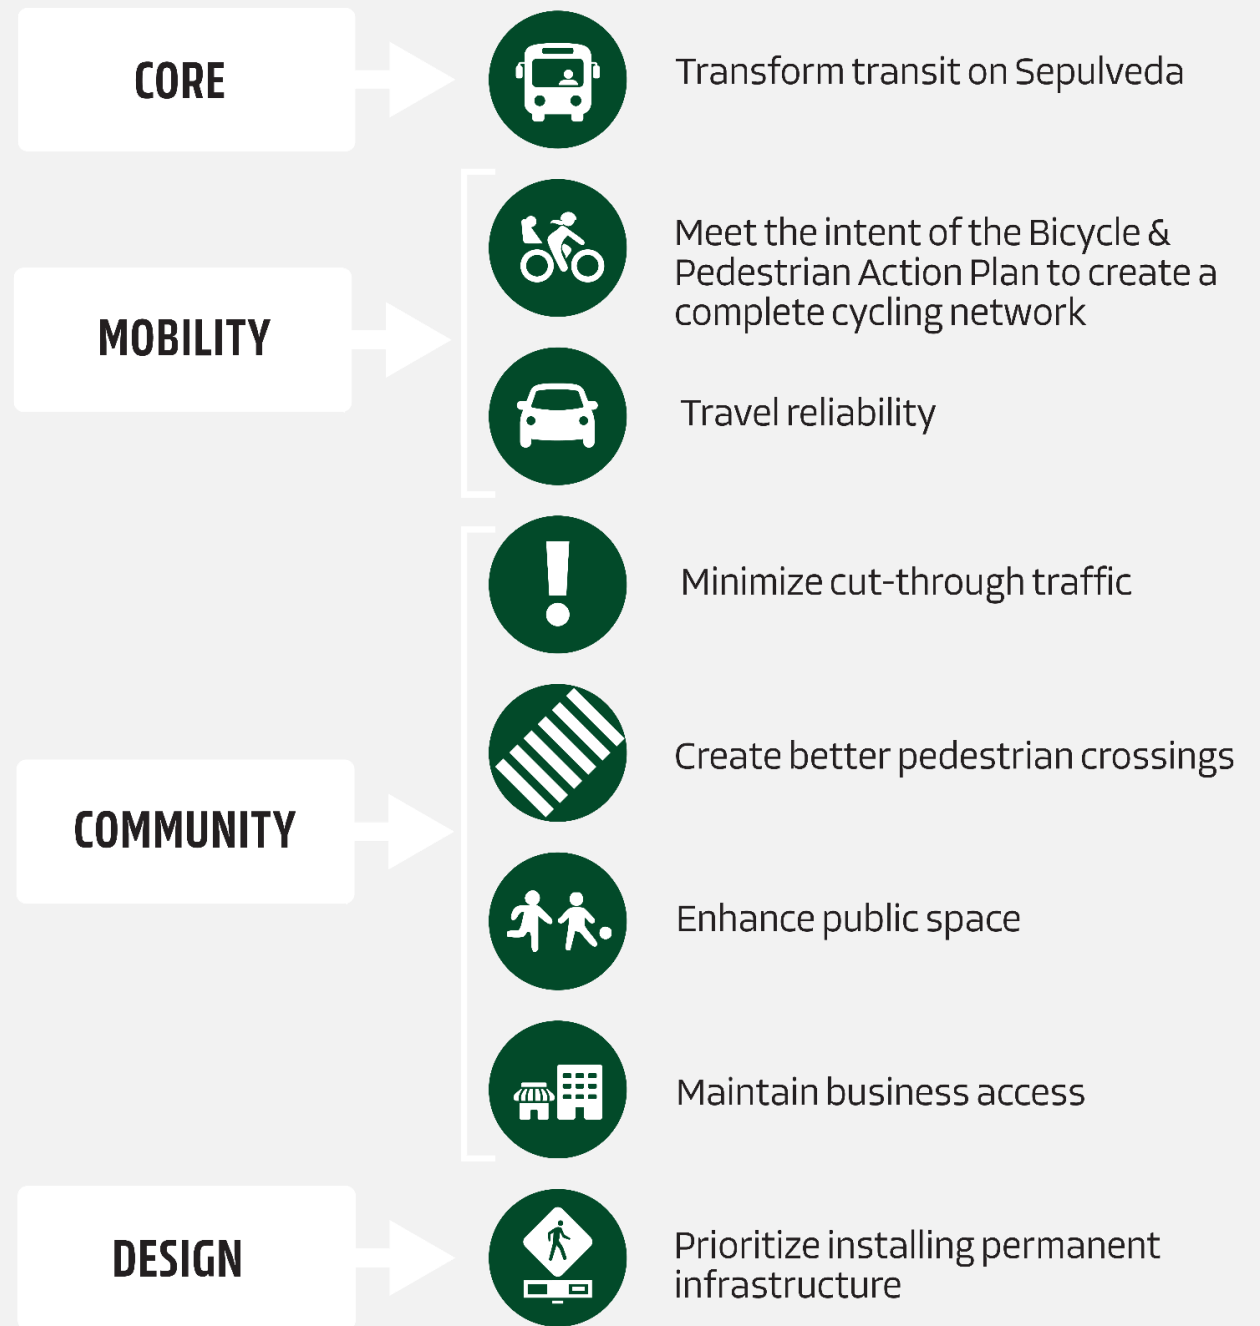 CORE
Transform transit on Sepulveda
MOBILITY
Meet the intent of the Bicycle &
Pedestrian Action Plan to create a
complete cycling network
Travel reliability
COMMUNITY
Minimize cut-through traffic
Create better pedestrian crossings
Enhance public space
Maintain business access
DESIGN
Prioritize installing permanent
infrastructure